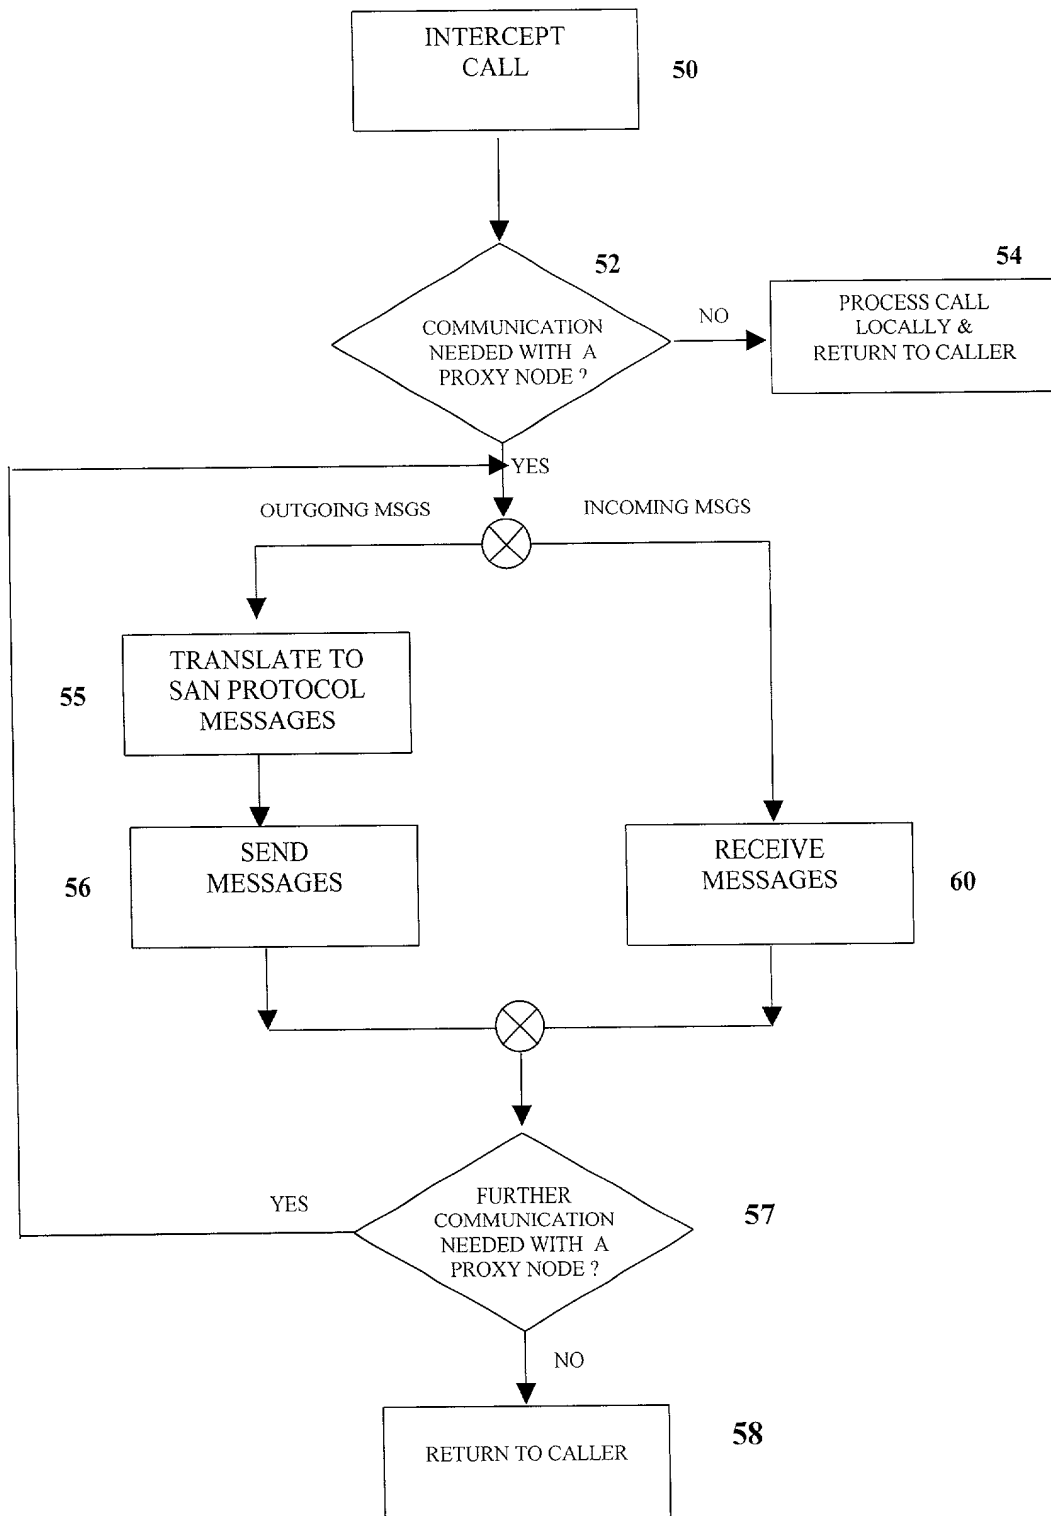 INTERCEPT
CALL
50
52
54
COMMUNICATION
NEEDED WITH A
PROXY NODE ?
NO
PROCESS CALL
LOCALLY &
RETURN TO CALLER
YES
OUTGOING MSGS
INCOMING MSGS
55
TRANSLATE TO
SAN PROTOCOL
MESSAGES
56
SEND
MESSAGES
RECEIVE
MESSAGES
60
YES
FURTHER
COMMUNICATION
NEEDED WITH A
PROXY NODE ?
57
NO
58
RETURN TO CALLER